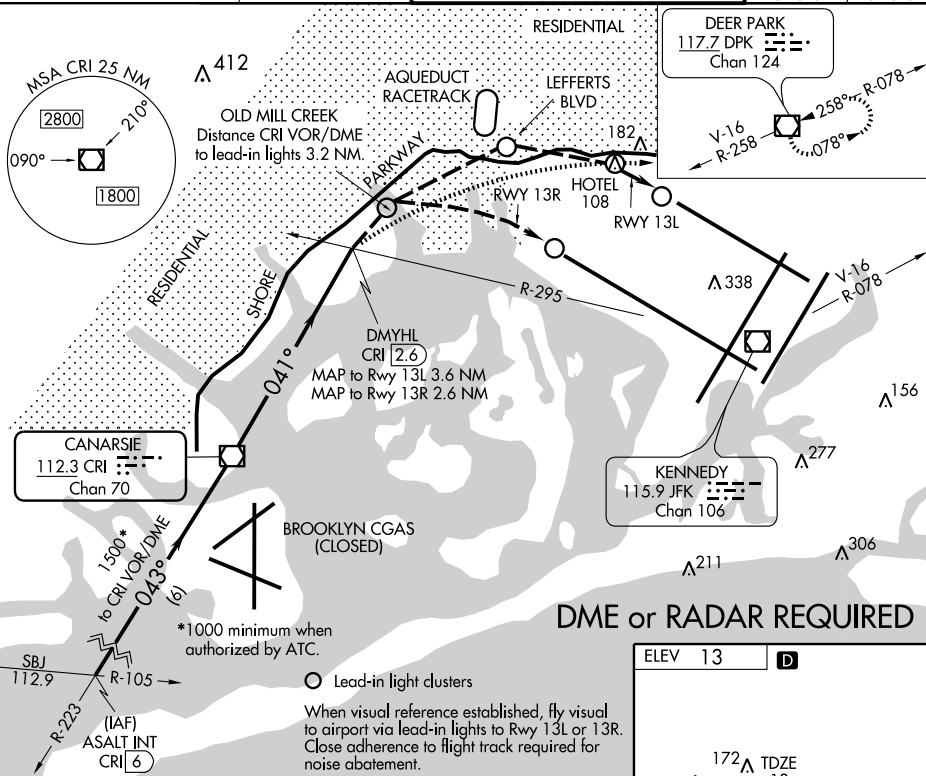 RESIDENTIAL
DEER PARK
117.7 DPK
Chan 124
258°
R-078
V-16
R-258
078°
MSA CRI 25 NM
2800
210°
090°
1800
412
AQUEDUCT
RACETRACK
LEFFERTS
BLVD
OLD MILL CREEK
Distance CRI VOR/DME
to lead-in lights 3.2 NM.
PARKWAY
182
HOTEL
108
RWY 13R
RWY 13L
RESIDENTIAL
SHORE
R-295
338
V-16
R-078
041°
DMYHL
CRI 2.6
MAP to Rwy 13L 3.6 NM
MAP to Rwy 13R 2.6 NM
156
CANARSIE
112.3 CRI
Chan 70
277
KENNEDY
115.9 JFK
Chan 106
BROOKLYN CGAS
(CLOSED)
1500*
to CRI VOR/DME
043°
(6)
306
211
*1000 minimum when
authorized by ATC.
DME or RADAR REQUIRED
SBJ
112.9
R-105
R-223
(IAF)
ASALT INT
CRI 6
Lead-in light clusters
When visual reference established, fly visual
to airport via lead-in lights to Rwy 13L or 13R.
Close adherence to flight track required for
noise abatement.
ELEV 13
D
172
TDZE